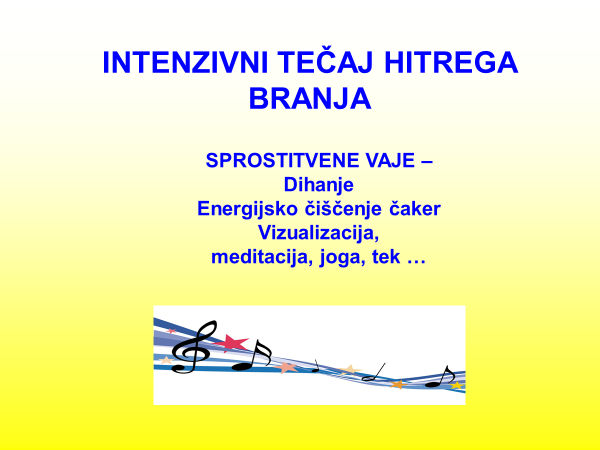 INTENZIVNI TEČAJ HITREGA
BRANJA
SPROSTITVENE VAJE –
Dihanje
Energijsko čiščenje čaker
Vizualizacija,
meditacija, joga, tek …